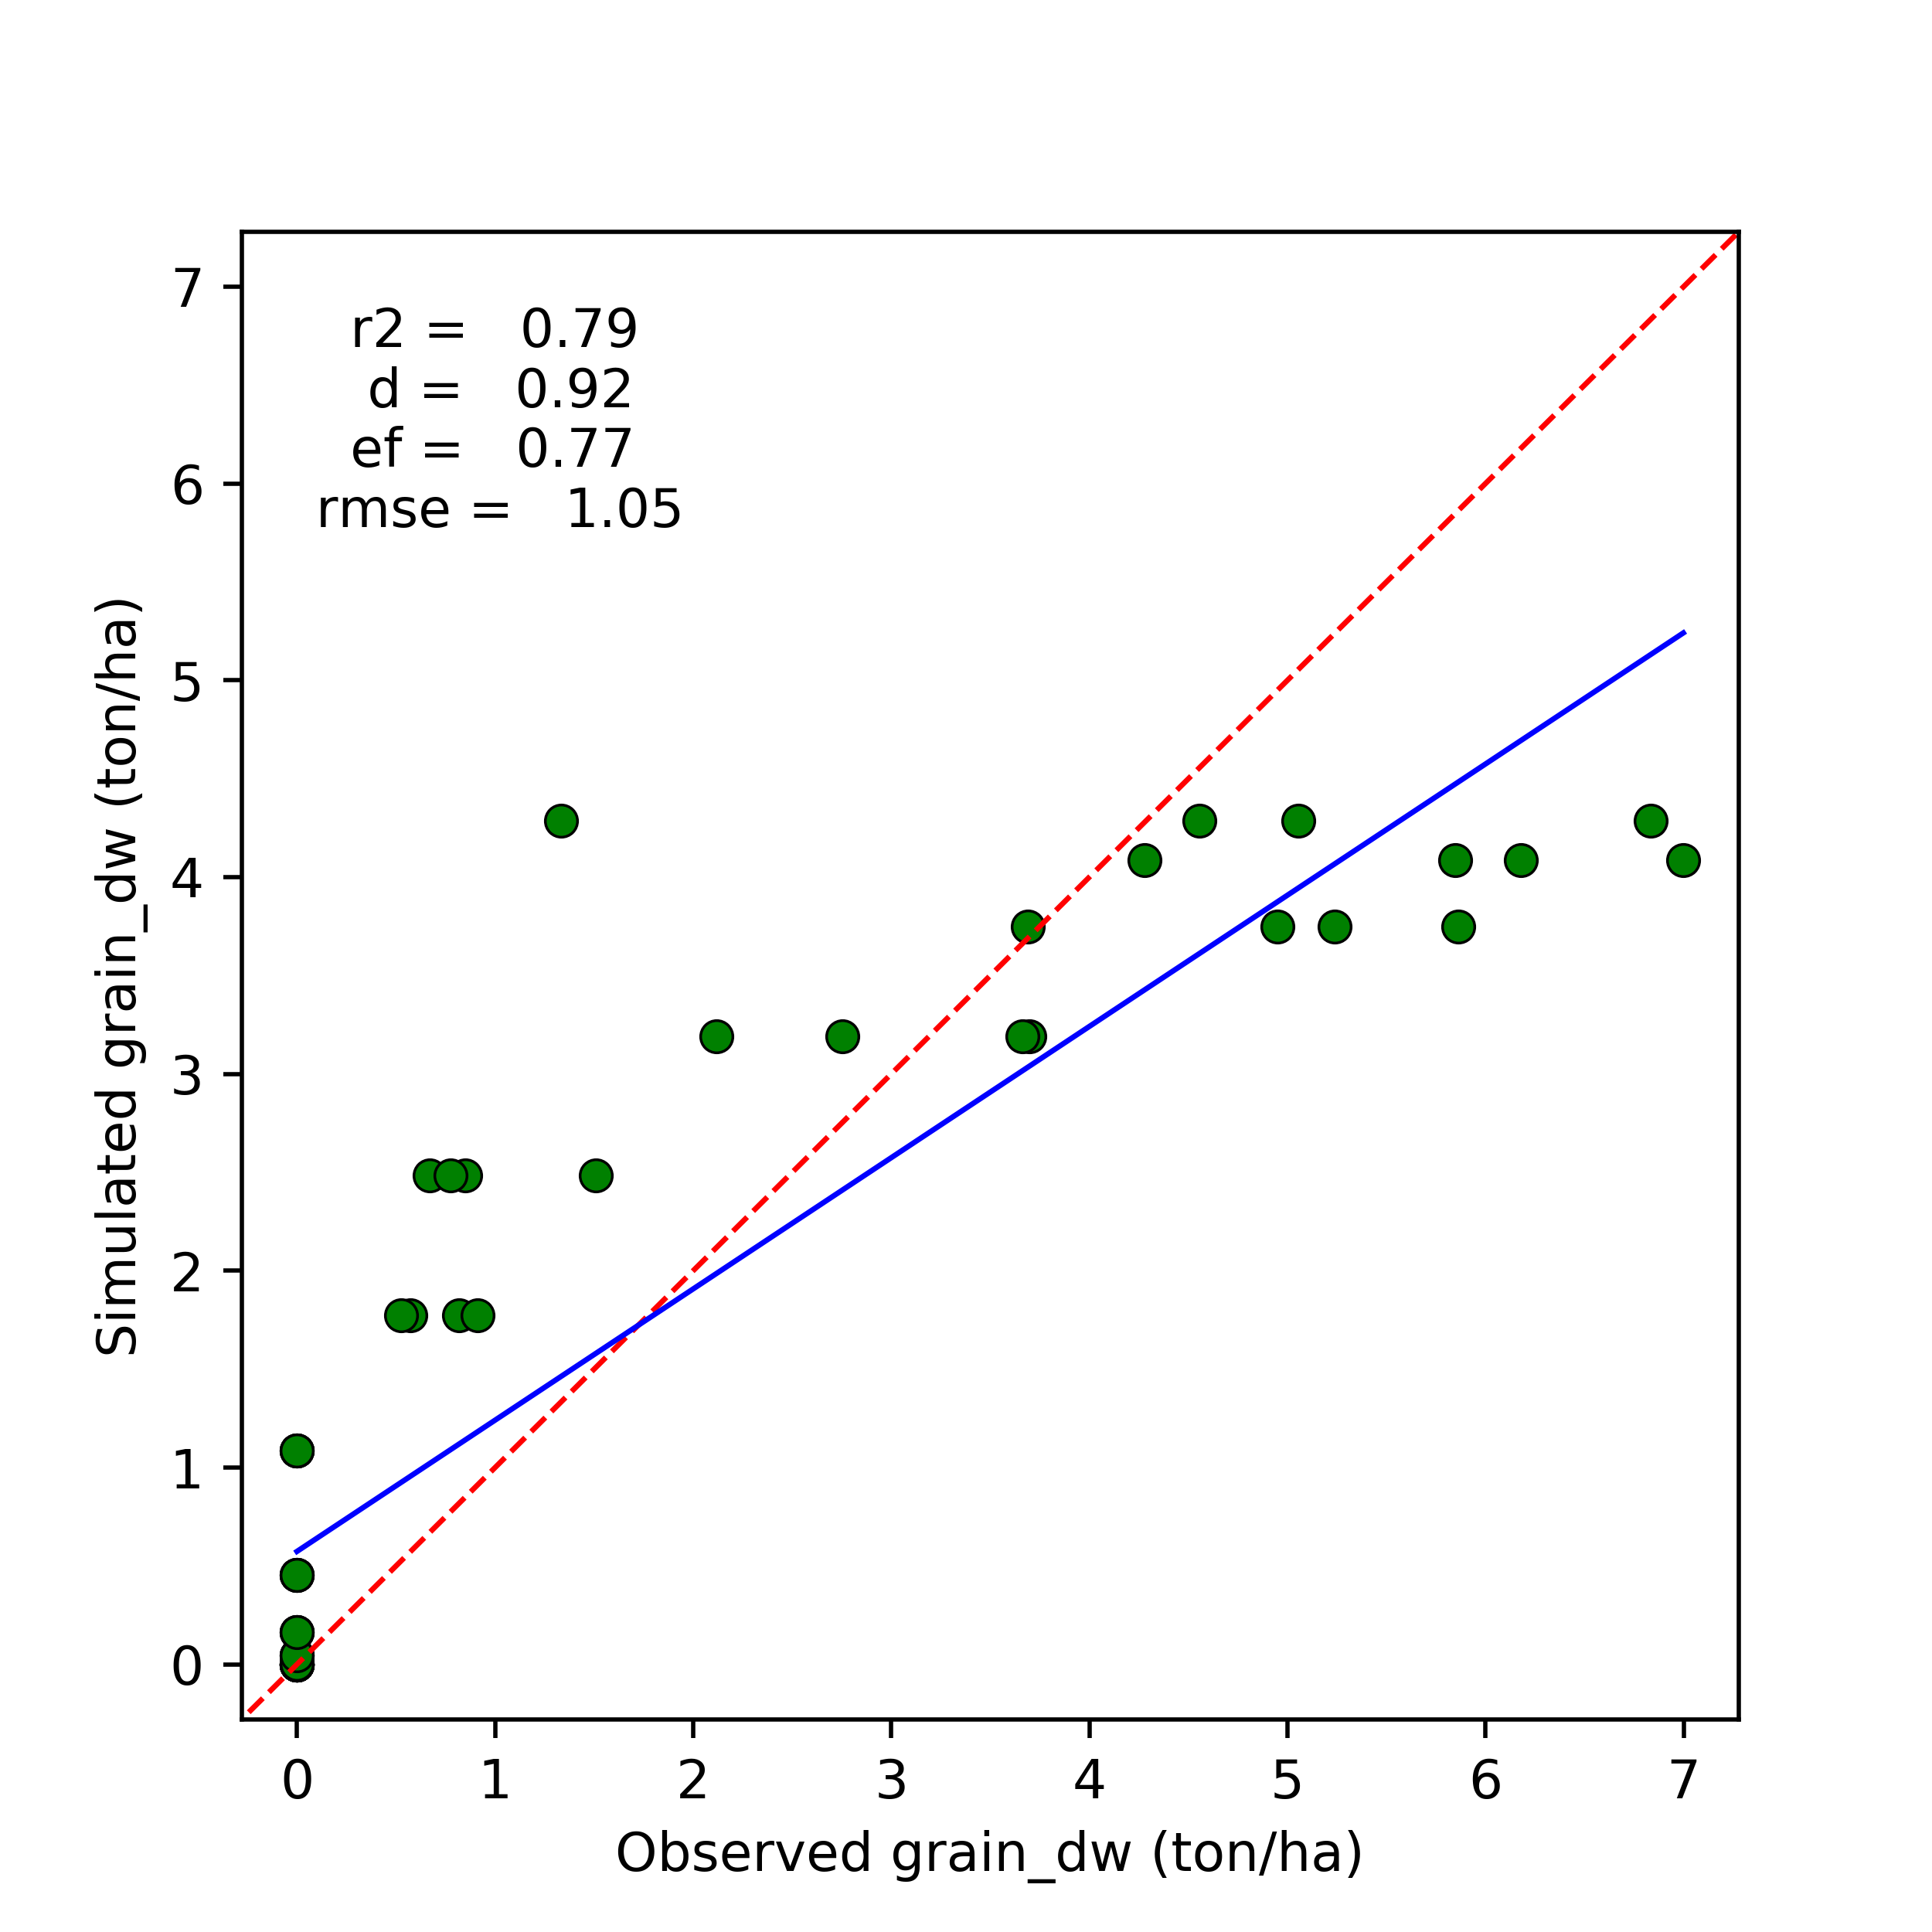 r2 = 0.79
d = 0.92
ef = 0.77
rmse = 1.05
7
6
5
4
3
2
1
0
Simulated grain_dw (ton/ha)
0 1 2 3 4 5 6 7
Observed grain_dw (ton/ha)